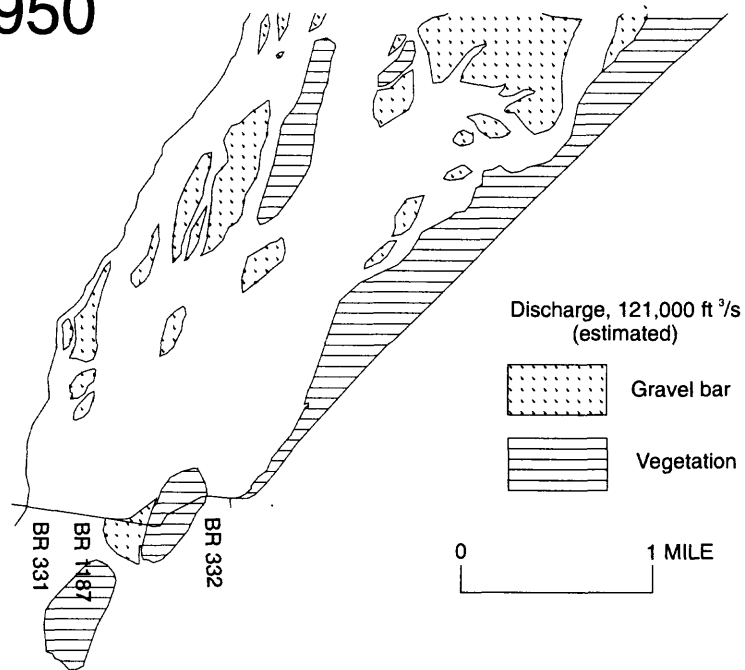 950
Discharge, 121,000 ft³/s
(estimated)
Gravel bar
Vegetation
0 1 MILE
BR 331
BR 1187
BR 332